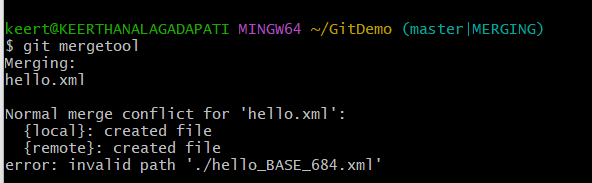 keert@KEERTHANALAGADAPATI MINGW64 ~/GitDemo (master|MERGING)
$ git mergetool
Merging:
hello.xml
Normal merge conflict for 'hello.xml':
  {local}: created file
  {remote}: created file
error: invalid path './hello_BASE_684.xml'